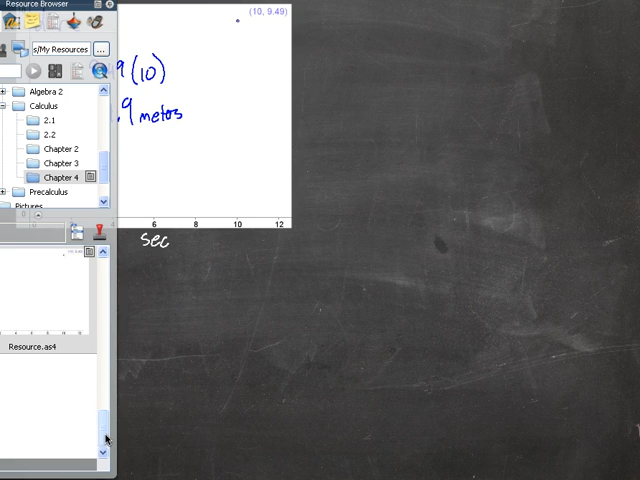 Resource Browser
(10, 9.49)
s/My Resources
...
9(10)
.9 metos
Algebra 2
Calculus
2.1
2.2
Chapter 2
Chapter 3
Chapter 4
Precalculus
Pictures
6 8 10 12
sec
Resource.as4